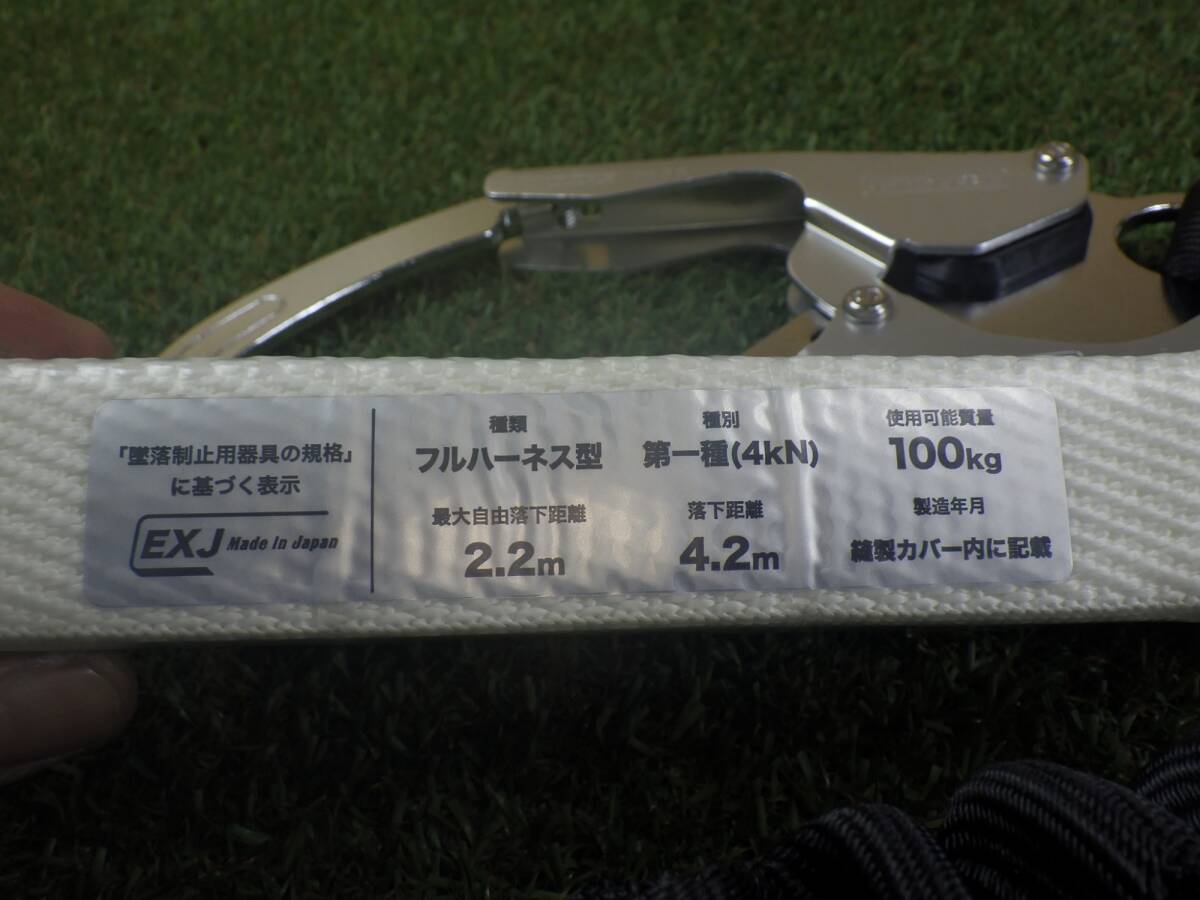 「墜落制止用器具の規格」
に基づく表示
EXJ Made in Japan
種類
フルハーネス型
種別
第一種(4kN)
使用可能質量
100kg
最大自由落下距離
2.2m
落下距離
4.2m
製造年月
縫製カバー内に記載